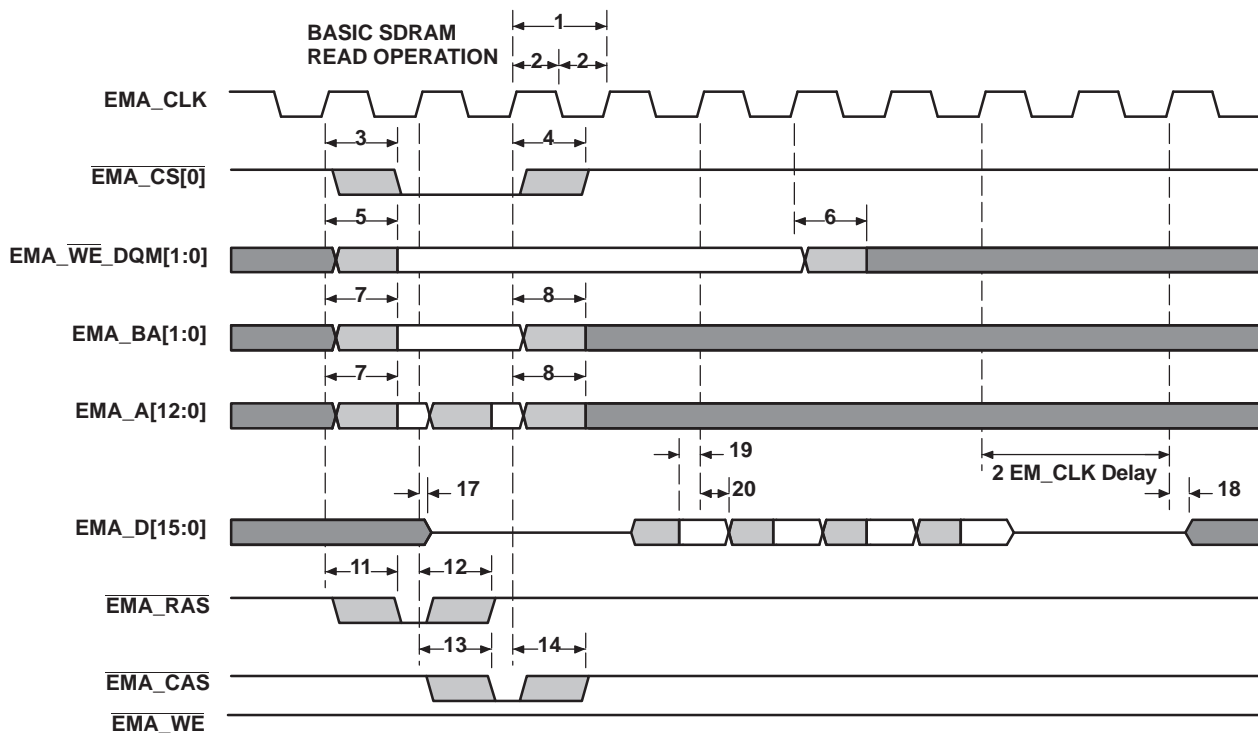 1
BASIC SDRAM
READ OPERATION
2 2
EMA_CLK
3 4
EMA_CS[0]
5 6
EMA_WE_DQM[1:0]
7 8
EMA_BA[1:0]
7 8
EMA_A[12:0]
19
2 EM_CLK Delay
17 20 18
EMA_D[15:0]
11 12
EMA_RAS
13 14
EMA_CAS
EMA_WE